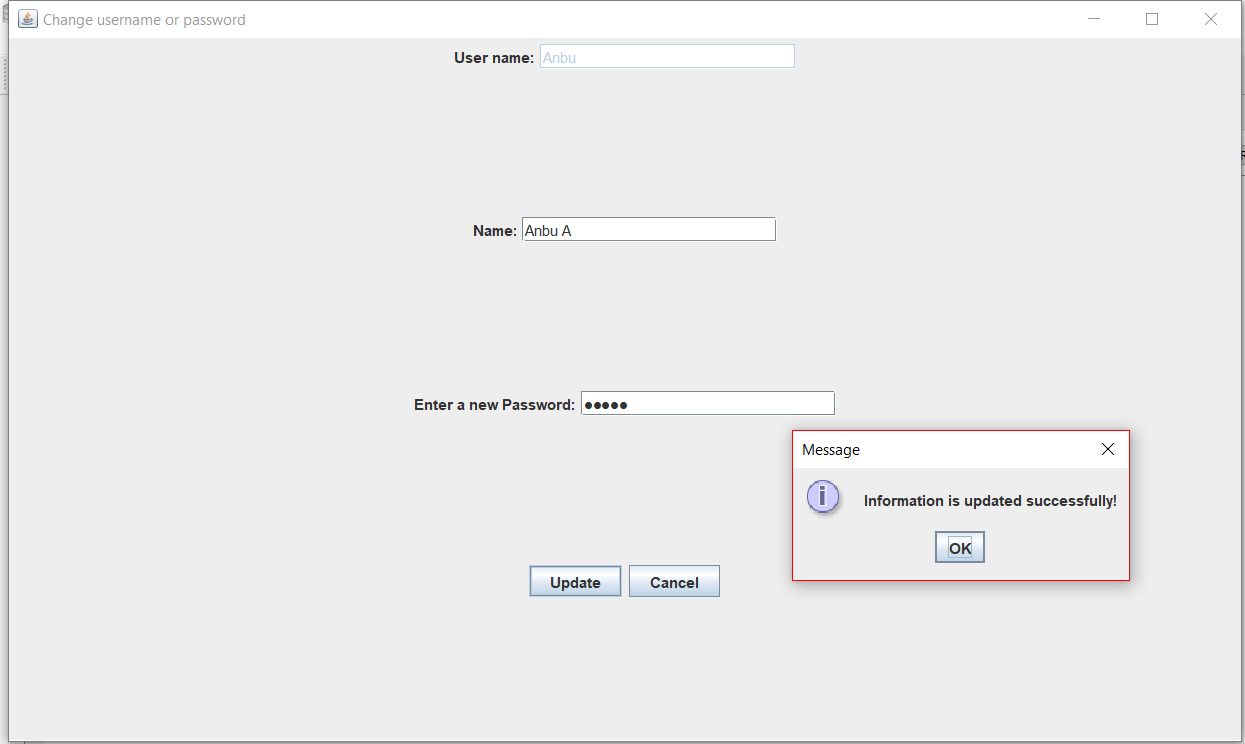 Change username or password
User name: Anbu
Name: Anbu A
Enter a new Password: •••••
Message
Information is updated successfully!
OK
Update Cancel